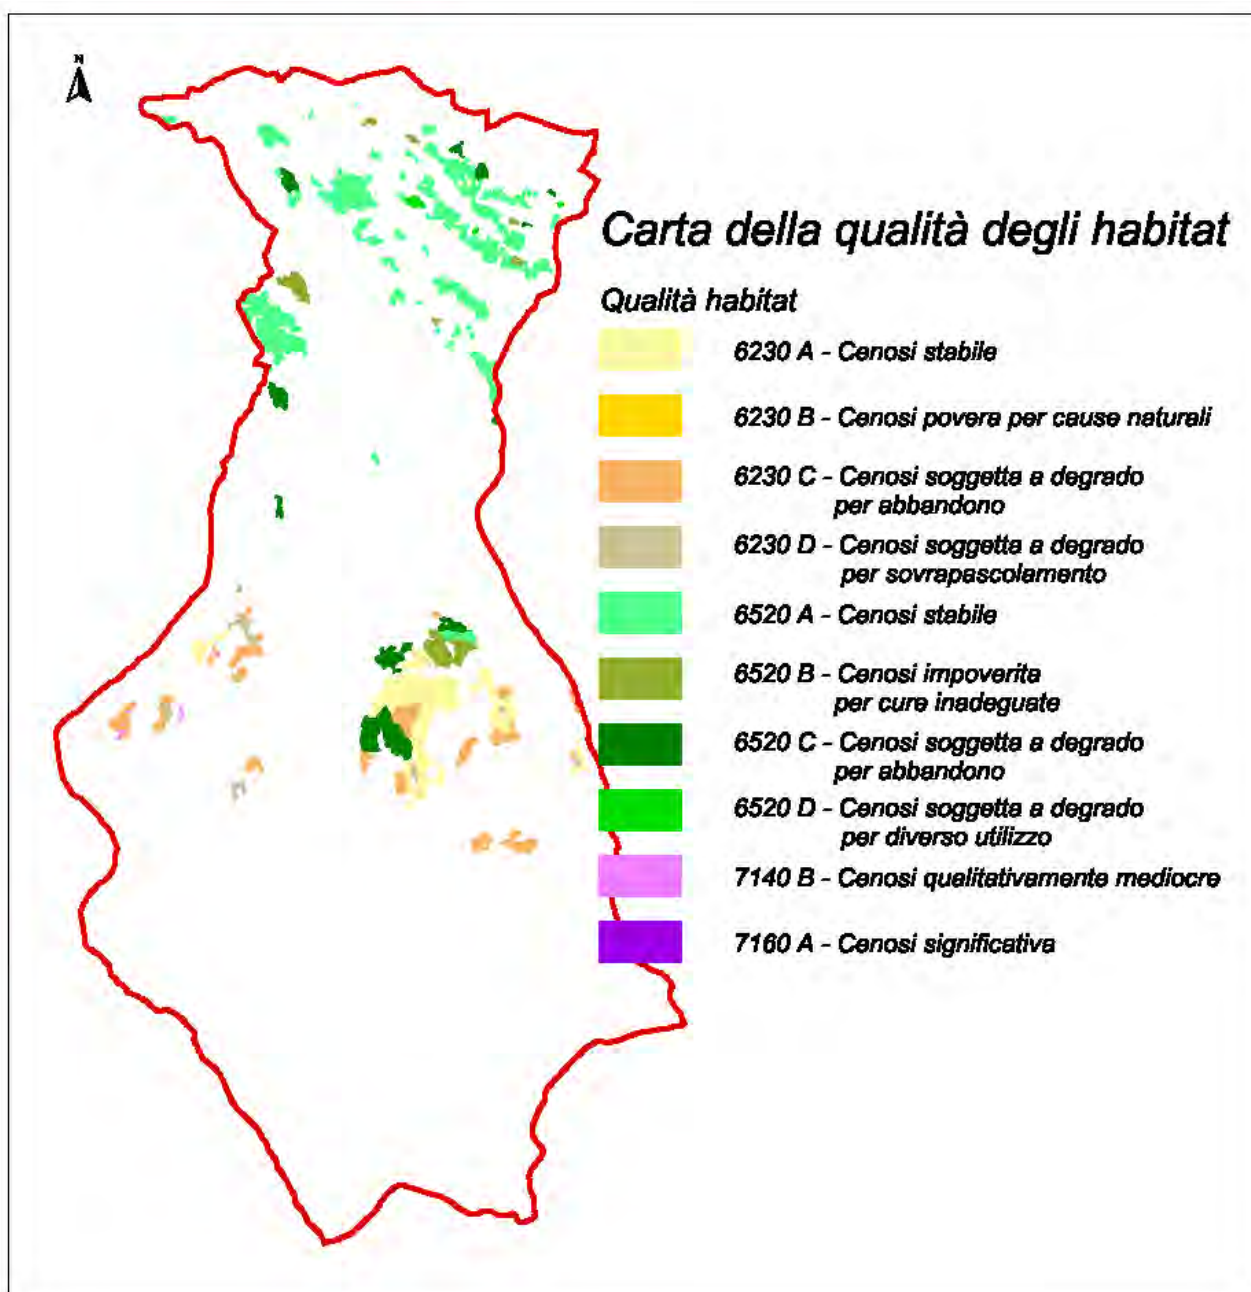 N
Carta della qualità degli habitat
Qualità habitat
6230 A - Cenosi stabile
6230 B - Cenosi povera per cause naturali
6230 C - Cenosi soggetta a degrado
per abbandono
6230 D - Cenosi soggetta a degrado
per sovrapascolamento
6520 A - Cenosi stabile
6520 B - Cenosi impoverita
per cure inadeguate
6520 C - Cenosi soggetta a degrado
per abbandono
6520 D - Cenosi soggetta a degrado
per diverso utilizzo
7140 B - Cenosi qualitativamente mediocre
7160 A - Cenosi significativa